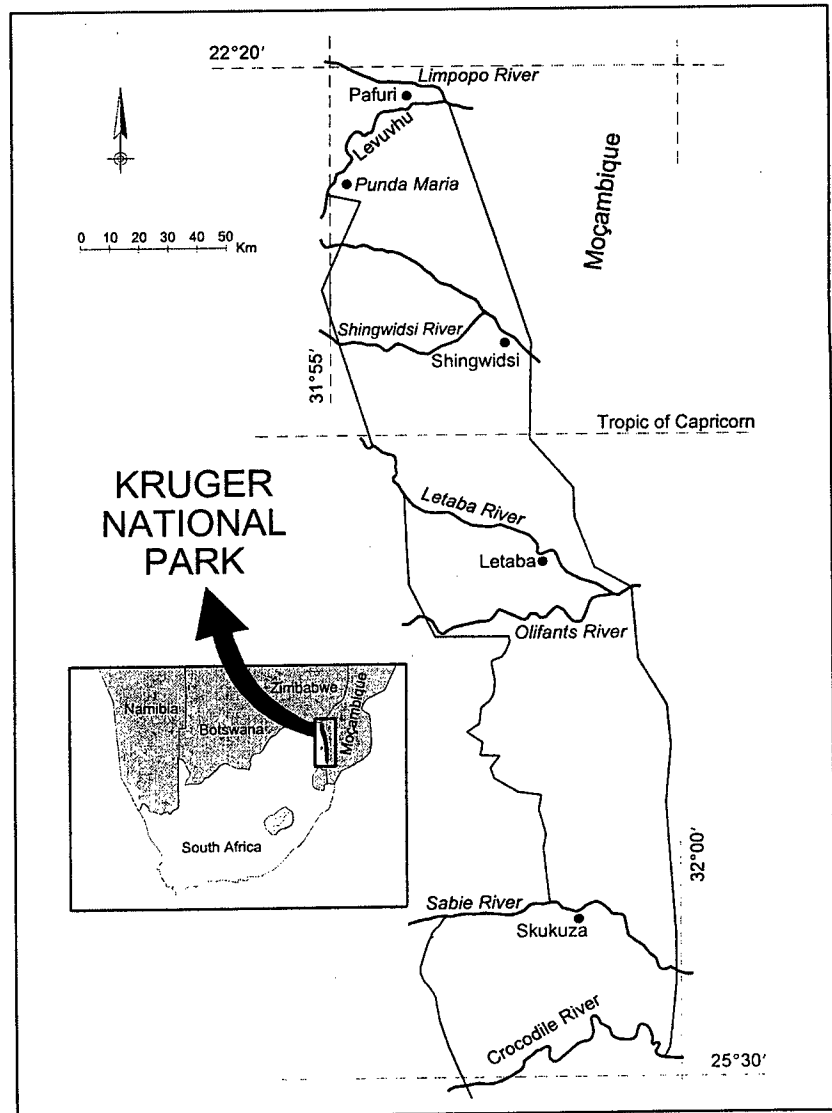 22°20′
Limpopo River
Pafuri
Levuvhu
Punda Maria
Moçambique
0 10 20 30 40 50
Km
Shingwidsi River
Shingwidsi
31°55′
Tropic of Capricorn
KRUGER
NATIONAL
PARK
Letaba River
Letaba
Olifants River
Zimbabwe
Namibia
Botswana
Moçambique
South Africa
32°00′
Sabie River
Skukuza
Crocodile River
25°30′